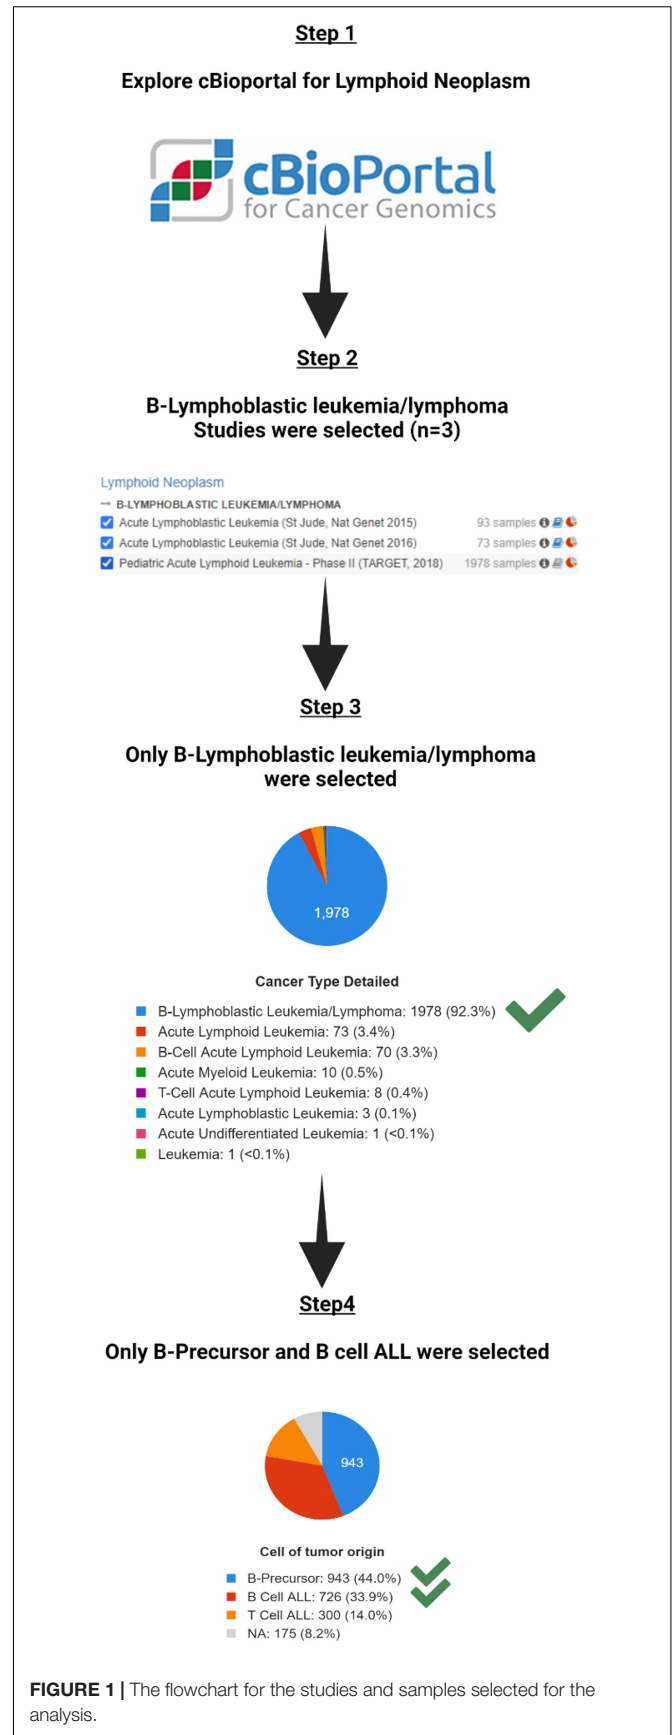 Step 1
Explore cBioportal for Lymphoid Neoplasm
cBioPortal
for Cancer Genomics
Step 2
B-Lymphoblastic leukemia/lymphoma
Studies were selected (n=3)
Lymphoid Neoplasm
B-LYMPHOBLASTIC LEUKEMIA/LYMPHOMA
Acute Lymphoblastic Leukemia (St Jude, Nat Genet 2015) 93 samples
Acute Lymphoblastic Leukemia (St Jude, Nat Genet 2016) 73 samples
Pediatric Acute Lymphoid Leukemia - Phase II (TARGET, 2018) 1978 samples
Step 3
Only B-Lymphoblastic leukemia/lymphoma
were selected
1,978
Cancer Type Detailed
B-Lymphoblastic Leukemia/Lymphoma: 1978 (92.3%)
Acute Lymphoid Leukemia: 73 (3.4%)
B-Cell Acute Lymphoid Leukemia: 70 (3.3%)
Acute Myeloid Leukemia: 10 (0.5%)
T-Cell Acute Lymphoid Leukemia: 8 (0.4%)
Acute Lymphoblastic Leukemia: 3 (0.1%)
Acute Undifferentiated Leukemia: 1 (<0.1%)
Leukemia: 1 (<0.1%)
Step4
Only B-Precursor and B cell ALL were selected
943
Cell of tumor origin
B-Precursor: 943 (44.0%)
B Cell ALL: 726 (33.9%)
T Cell ALL: 300 (14.0%)
NA: 175 (8.2%)
FIGURE 1 | The flowchart for the studies and samples selected for the
analysis.